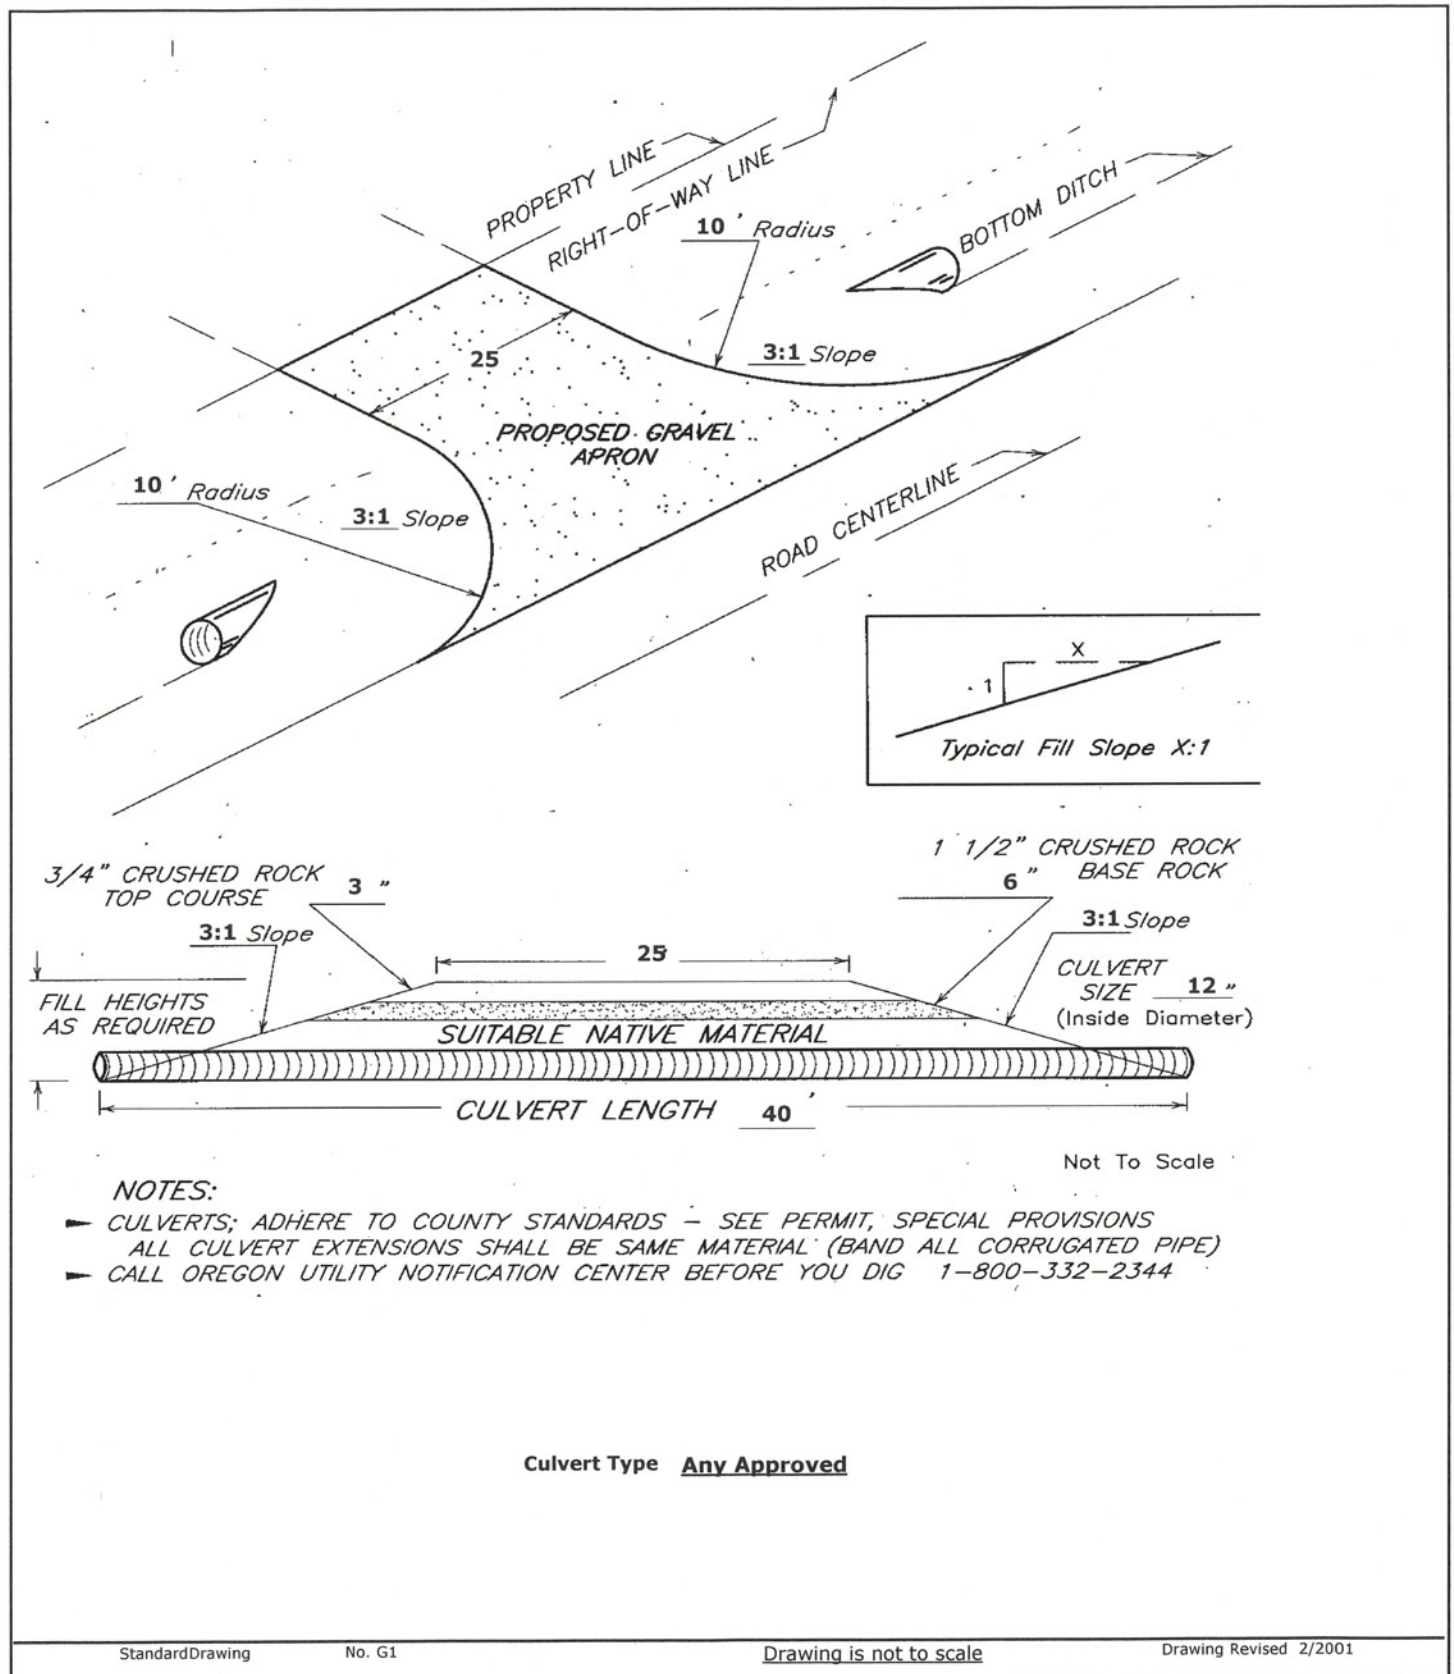 PROPERTY LINE
RIGHT-OF-WAY LINE
10 ' Radius
BOTTOM DITCH
25
3:1 Slope
PROPOSED GRAVEL
APRON
10 ' Radius
3:1 Slope
ROAD CENTERLINE
X
1
Typical Fill Slope X:1
3/4" CRUSHED ROCK
TOP COURSE
3 "
1 1/2" CRUSHED ROCK
BASE ROCK
6 "
3:1 Slope
3:1 Slope
25'
FILL HEIGHTS
AS REQUIRED
CULVERT
SIZE 12 "
(Inside Diameter)
SUITABLE NATIVE MATERIAL
CULVERT LENGTH 40 '
Not To Scale
NOTES:
CULVERTS; ADHERE TO COUNTY STANDARDS – SEE PERMIT, SPECIAL PROVISIONS
ALL CULVERT EXTENSIONS SHALL BE SAME MATERIAL (BAND ALL CORRUGATED PIPE)
CALL OREGON UTILITY NOTIFICATION CENTER BEFORE YOU DIG 1-800-332-2344
Culvert Type Any Approved
StandardDrawing No. G1 Drawing is not to scale Drawing Revised 2/2001